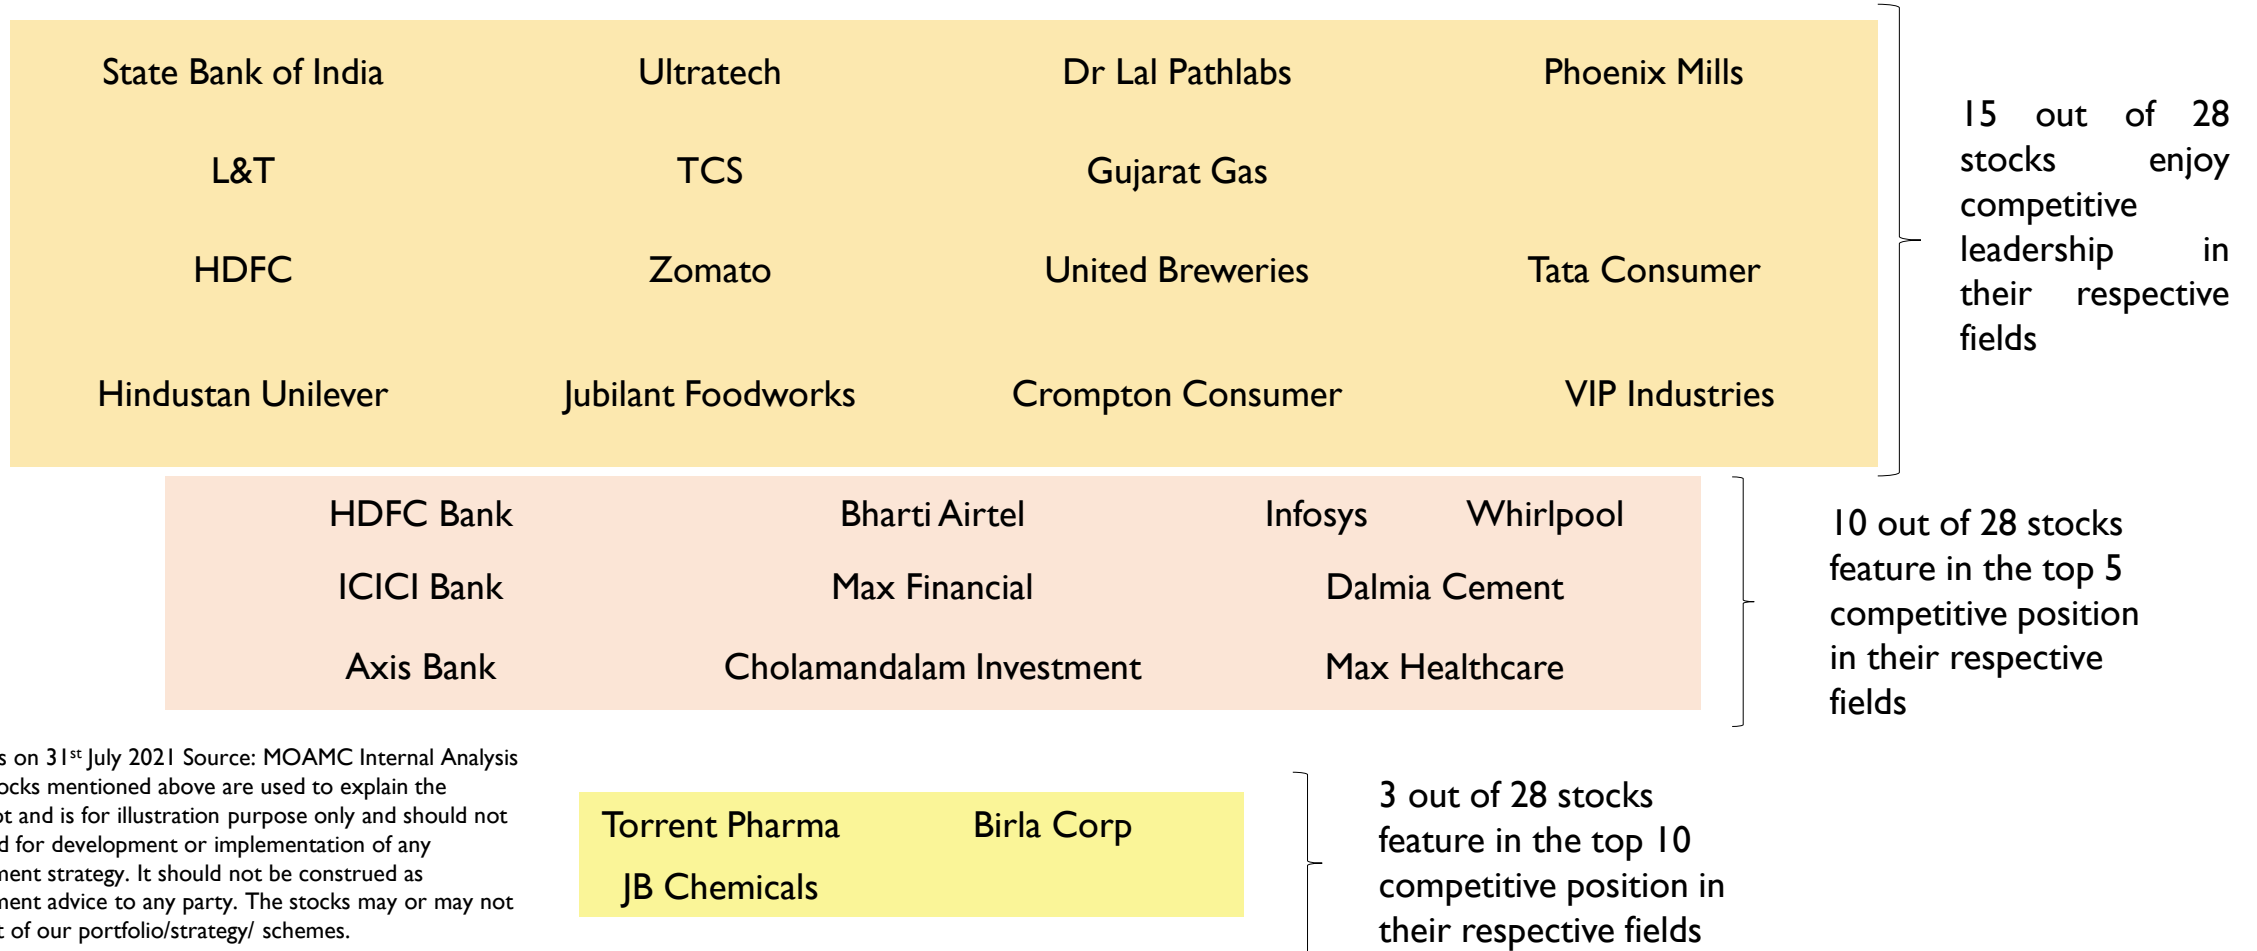 State Bank of India Ultratech Dr Lal Pathlabs Phoenix Mills
L&T TCS Gujarat Gas
HDFC Zomato United Breweries Tata Consumer
Hindustan Unilever Jubilant Foodworks Crompton Consumer VIP Industries
15 out of 28
stocks enjoy
competitive
leadership in
their respective
fields
HDFC Bank Bharti Airtel Infosys Whirlpool
ICICI Bank Max Financial Dalmia Cement
Axis Bank Cholamandalam Investment Max Healthcare
10 out of 28 stocks
feature in the top 5
competitive position
in their respective
fields
s on 31st July 2021 Source: MOAMC Internal Analysis
ocks mentioned above are used to explain the
ot and is for illustration purpose only and should not
d for development or implementation of any
ment strategy. It should not be construed as
ment advice to any party. The stocks may or may not
t of our portfolio/strategy/ schemes.
Torrent Pharma Birla Corp
JB Chemicals
3 out of 28 stocks
feature in the top 10
competitive position in
their respective fields